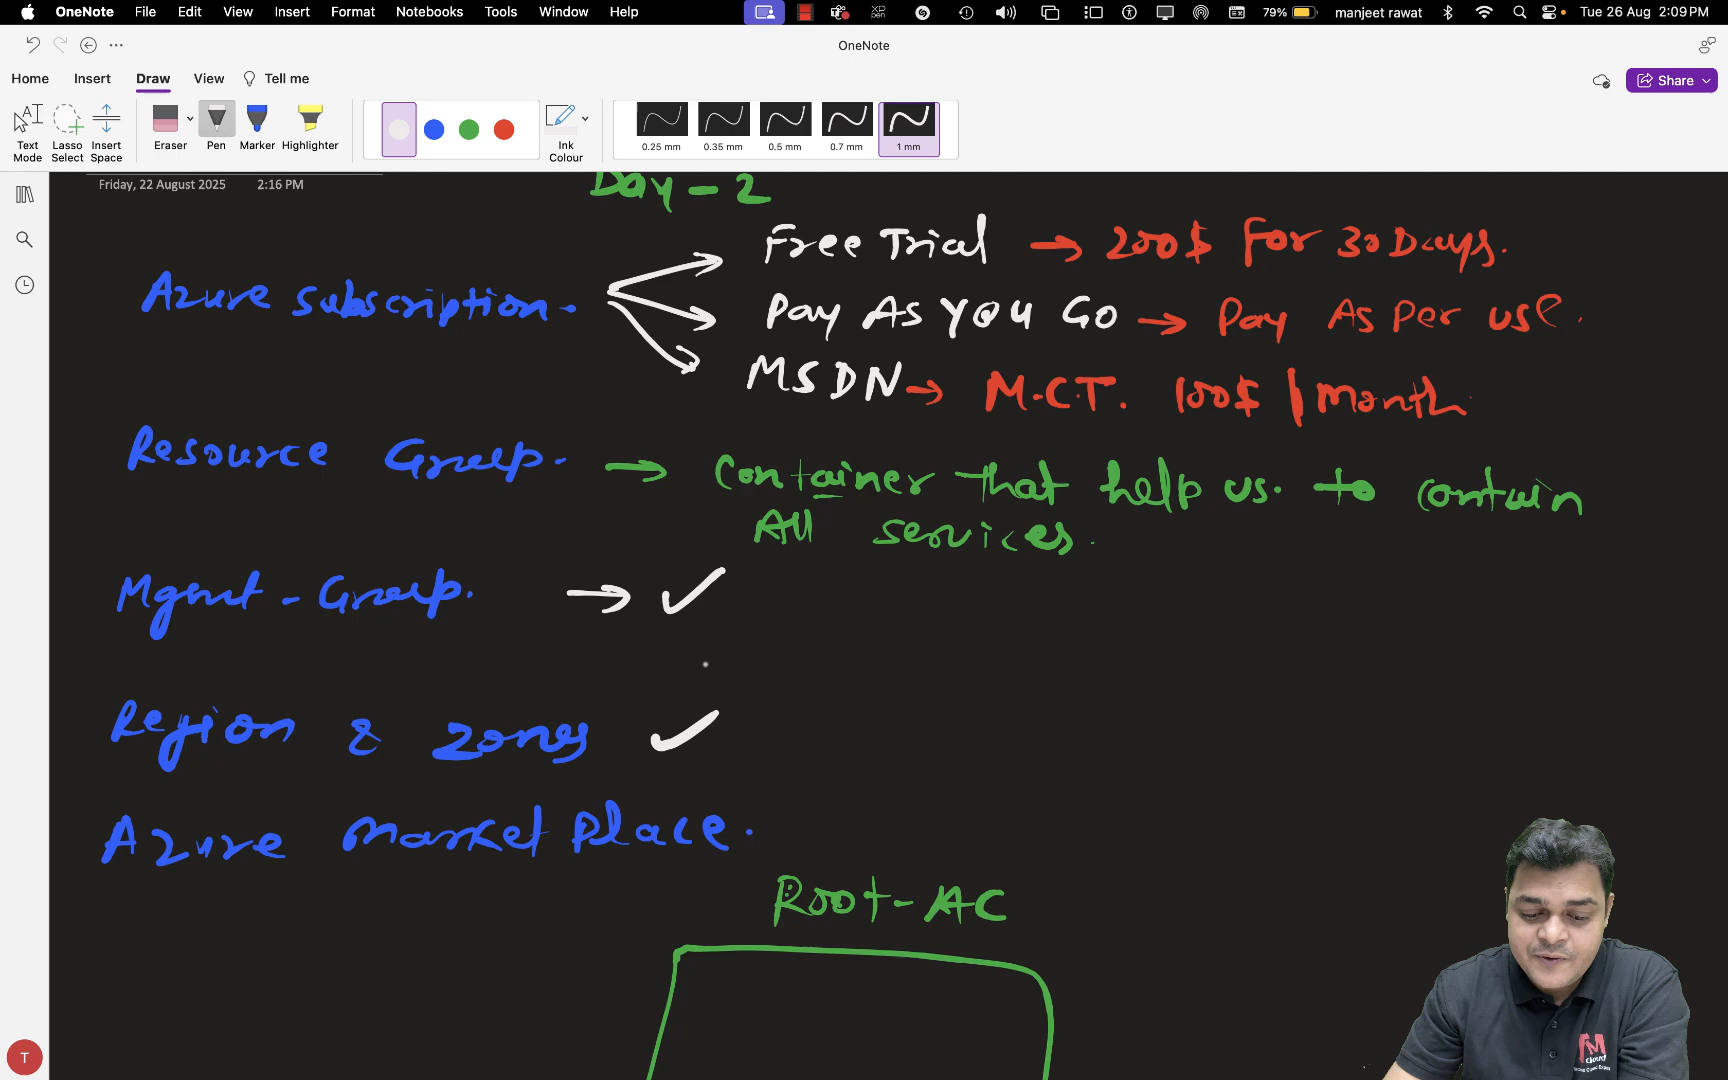 OneNote File Edit View Insert Format Notebooks Tools Window Help 79% manjeet rawat Tue 26 Aug 2:09 PM
OneNote
Home Insert Draw View Tell me Share
Text Mode Lasso Select Insert Space Eraser Pen Marker Highlighter Ink Colour 0.25 mm 0.35 mm 0.5 mm 0.7 mm 1 mm
Friday, 22 August 2025 2:16 PM
Day - 2
Free Trial → 200$ for 30 Days.
Azure subscription.
Pay As You Go → Pay As Per use.
MSDN → M.C.T. 100$ | month
Resource Group. → Container that help us. to contain
All services.
Mgmt - Group. → ✓
Region & Zones ✓
Azure market place.
Root - AC
T
M
Cloud